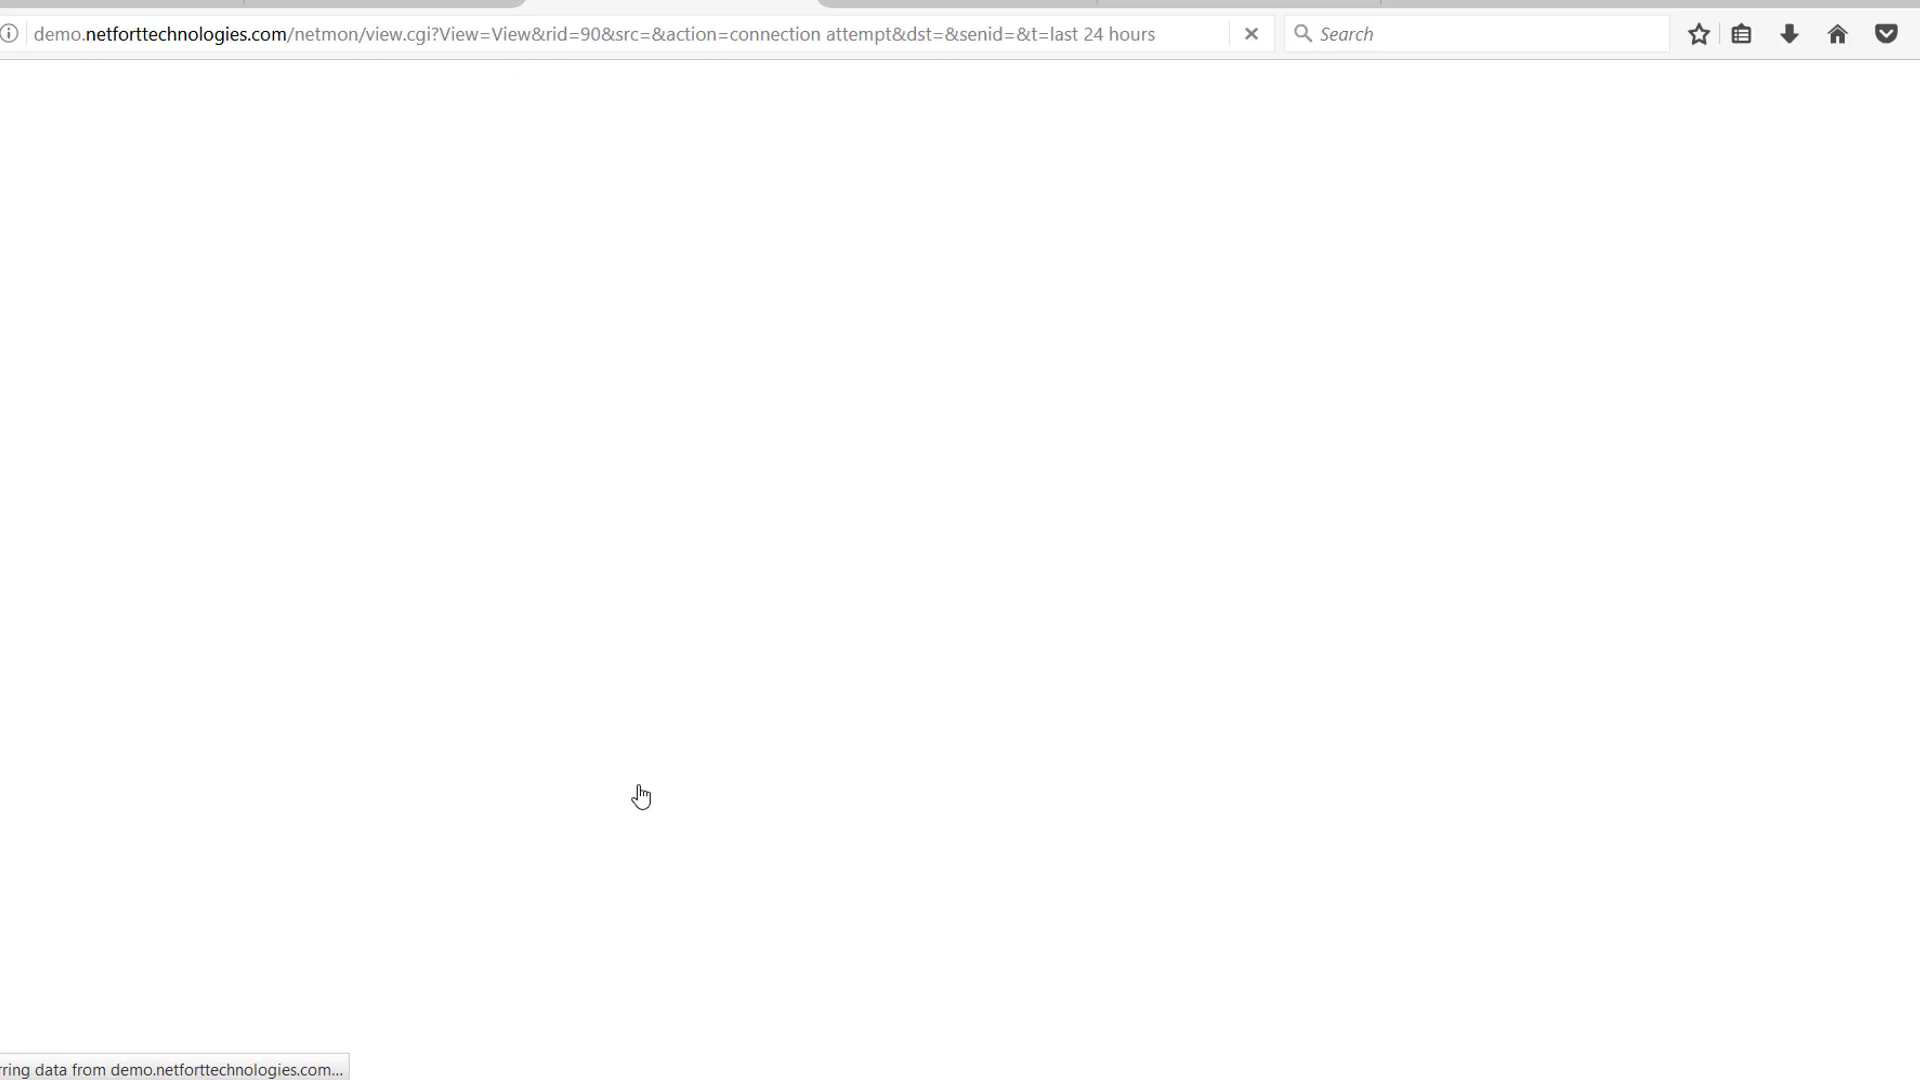 demo.netforttechnologies.com/netmon/view.cgi?View=View&rid=90&src=&action=connection attempt&dst=&senid=&t=last 24 hours
Search
rring data from demo.netforttechnologies.com...